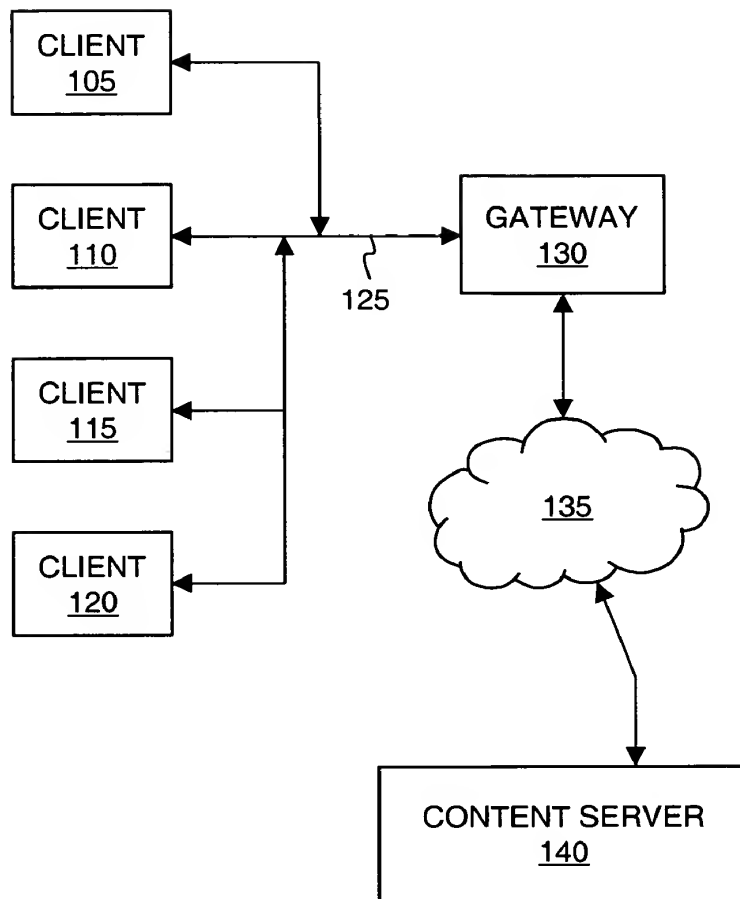 CLIENT
105
CLIENT
110
GATEWAY
130
125
CLIENT
115
135
CLIENT
120
CONTENT SERVER
140